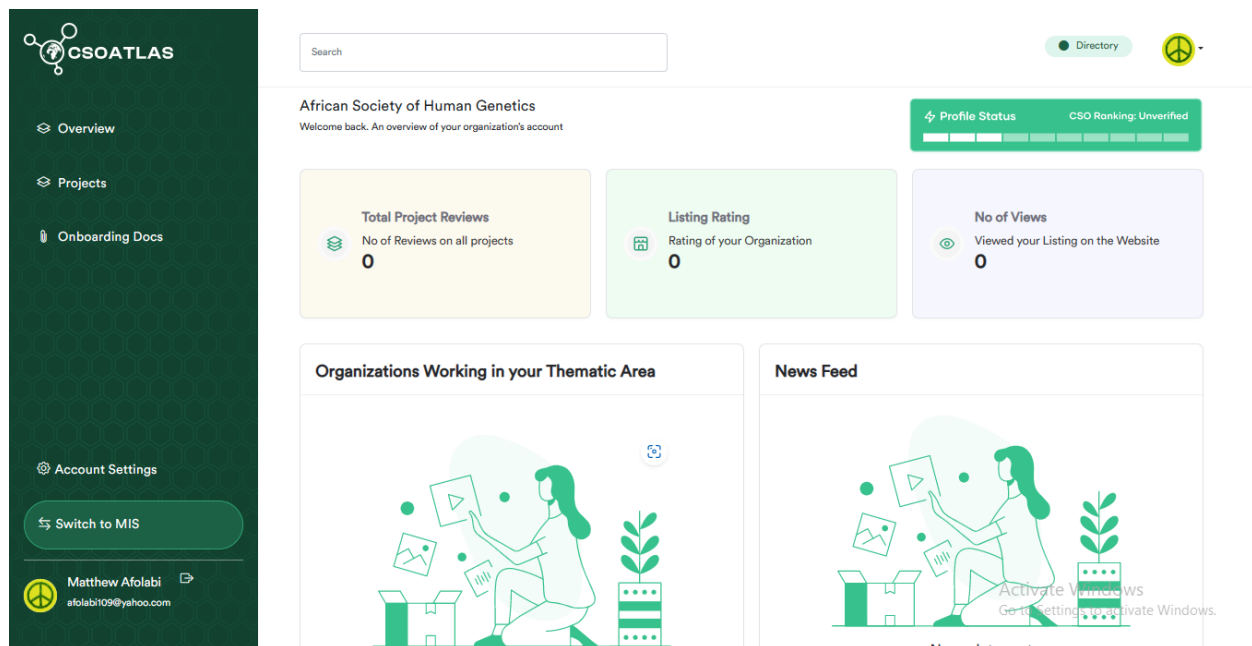 CSOATLAS
Overview
Projects
Onboarding Docs
Account Settings
Switch to MIS
Matthew Afolabi
afolabi109@yahoo.com
Search
Directory
African Society of Human Genetics
Welcome back. An overview of your organization's account
Profile Status CSO Ranking: Unverified
Total Project Reviews
No of Reviews on all projects
0
Listing Rating
Rating of your Organization
0
No of Views
Viewed your Listing on the Website
0
Organizations Working in your Thematic Area
News Feed
Activate Windows
Go to Settings to activate Windows.